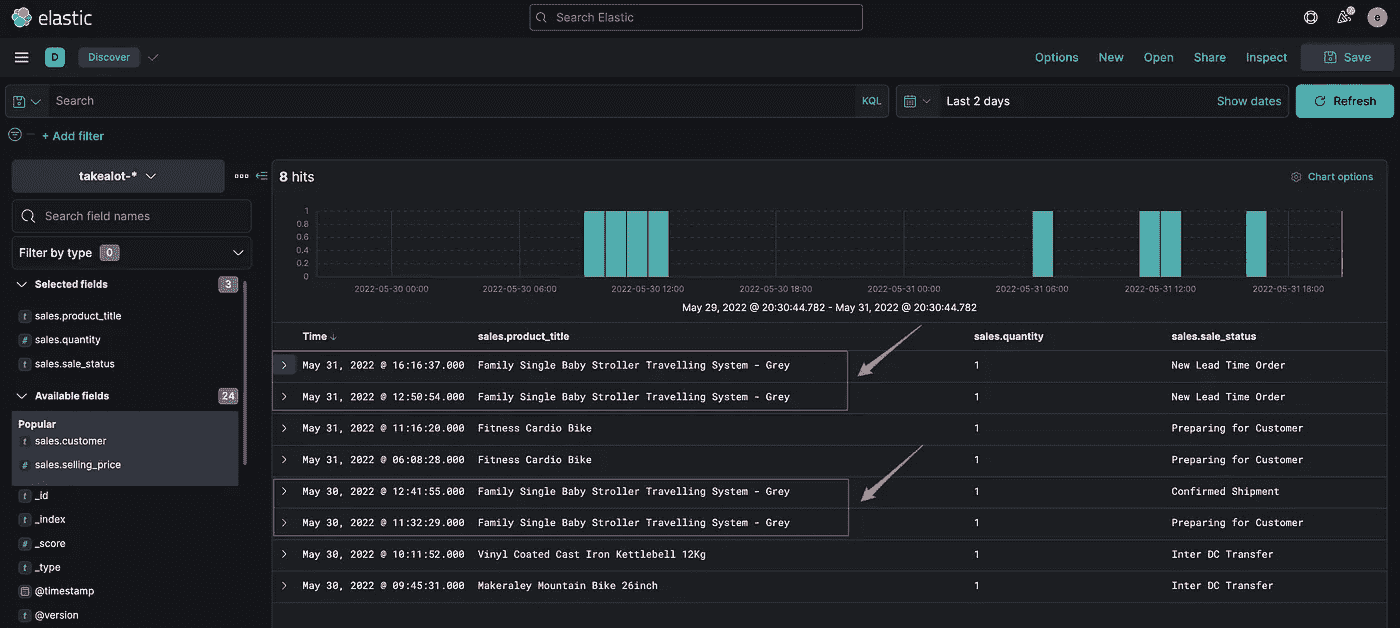 elastic
Search Elastic
e
D Discover
Options New Open Share Inspect Save
Search KQL
Last 2 days Show dates Refresh
+ Add filter
takealot-*
Search field names
Filter by type 0
Selected fields 3
t sales.product_title
# sales.quantity
t sales.sale_status
Available fields 24
Popular
t sales.customer
# sales.selling_price
t _id
t _index
# _score
t _type
@timestamp
t @version
8 hits
Chart options
1
0.8
0.6
0.4
0.2
0
2022-05-30 00:00 2022-05-30 06:00 2022-05-30 12:00 2022-05-30 18:00 2022-05-31 00:00 2022-05-31 06:00 2022-05-31 12:00 2022-05-31 18:00
May 29, 2022 @ 20:30:44.782 - May 31, 2022 @ 20:30:44.782
Time ↓ sales.product_title sales.quantity sales.sale_status
May 31, 2022 @ 16:16:37.000 Family Single Baby Stroller Travelling System - Grey 1 New Lead Time Order
May 31, 2022 @ 12:50:54.000 Family Single Baby Stroller Travelling System - Grey 1 New Lead Time Order
May 31, 2022 @ 11:16:20.000 Fitness Cardio Bike 1 Preparing for Customer
May 31, 2022 @ 06:08:28.000 Fitness Cardio Bike 1 Preparing for Customer
May 30, 2022 @ 12:41:55.000 Family Single Baby Stroller Travelling System - Grey 1 Confirmed Shipment
May 30, 2022 @ 11:32:29.000 Family Single Baby Stroller Travelling System - Grey 1 Preparing for Customer
May 30, 2022 @ 10:11:52.000 Vinyl Coated Cast Iron Kettlebell 12Kg 1 Inter DC Transfer
May 30, 2022 @ 09:45:31.000 Makeraley Mountain Bike 26inch 1 Inter DC Transfer